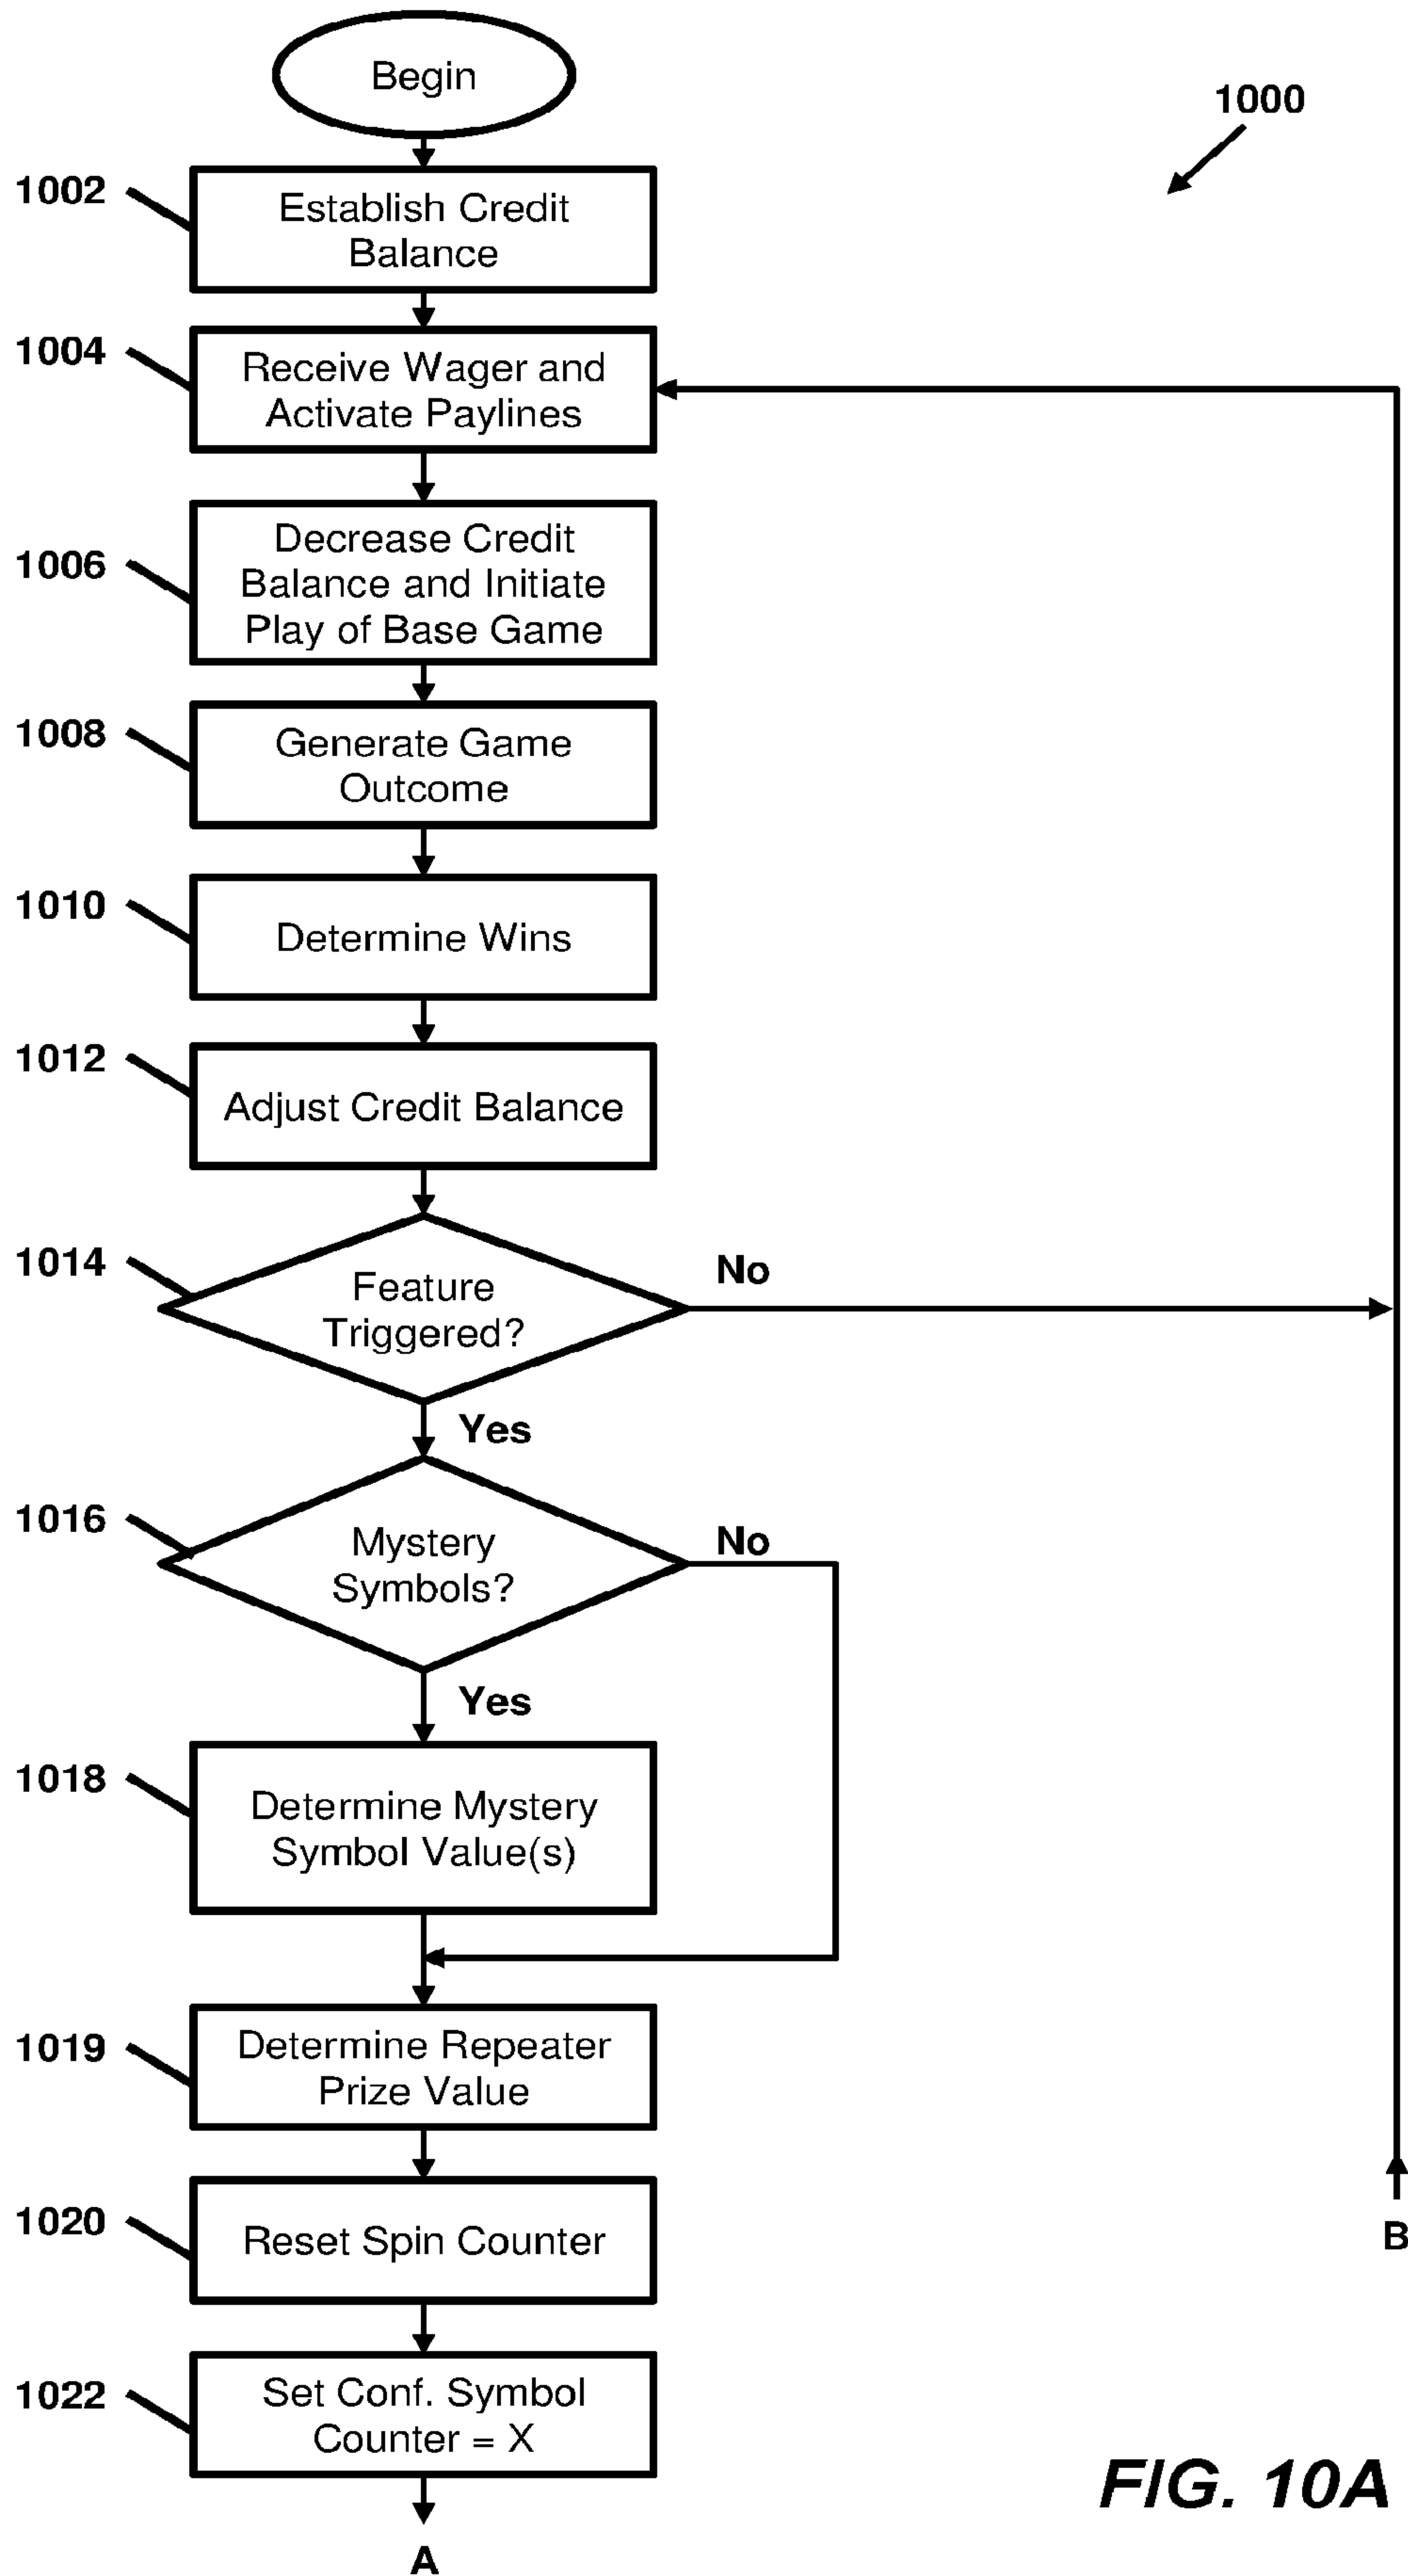 Begin
1000
1002
Establish Credit
Balance
1004
Receive Wager and
Activate Paylines
1006
Decrease Credit
Balance and Initiate
Play of Base Game
1008
Generate Game
Outcome
1010
Determine Wins
1012
Adjust Credit Balance
1014
Feature
Triggered?
No
Yes
1016
Mystery
Symbols?
No
Yes
1018
Determine Mystery
Symbol Value(s)
1019
Determine Repeater
Prize Value
1020
Reset Spin Counter
B
1022
Set Conf. Symbol
Counter = X
A
FIG. 10A